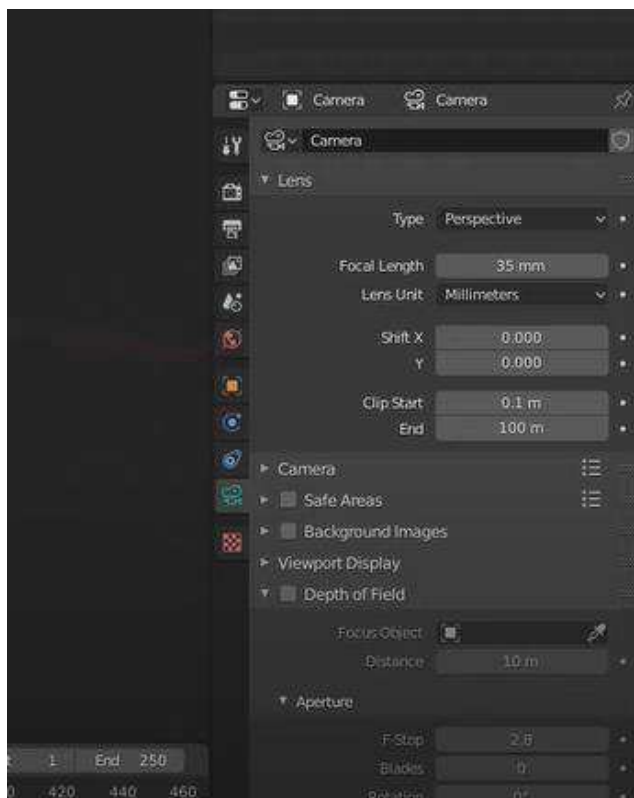 Camera Camera
Camera
Lens
Type Perspective
Focal Length 35 mm
Lens Unit Millimeters
Shift X 0.000
Y 0.000
Clip Start 0.1 m
End 100 m
Camera
Safe Areas
Background Images
Viewport Display
Depth of Field
Focus Object
Distance 10 m
Aperture
F-Stop 2.8
Blades 0
Rotation 0°
1 End 250
420 440 460